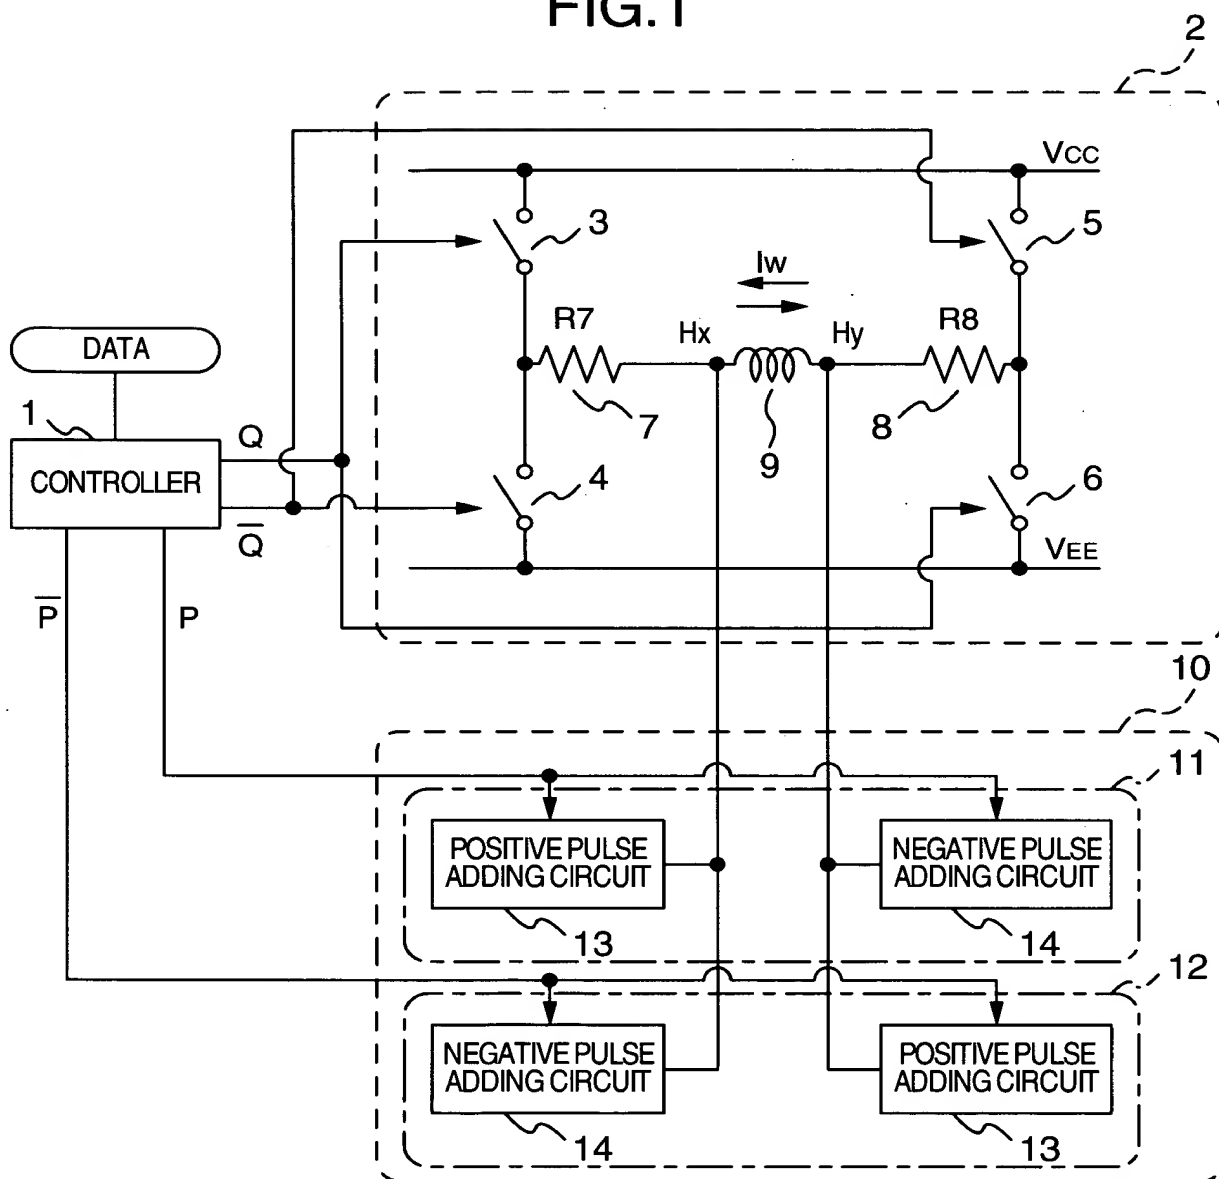 FIG.1
2
VCC
3
5
Iw
R7
Hx
Hy
R8
DATA
1
7
9
8
Q
CONTROLLER
4
6
Q̅
VEE
P̅
P
10
11
POSITIVE PULSE
ADDING CIRCUIT
NEGATIVE PULSE
ADDING CIRCUIT
13
14
12
NEGATIVE PULSE
ADDING CIRCUIT
POSITIVE PULSE
ADDING CIRCUIT
14
13